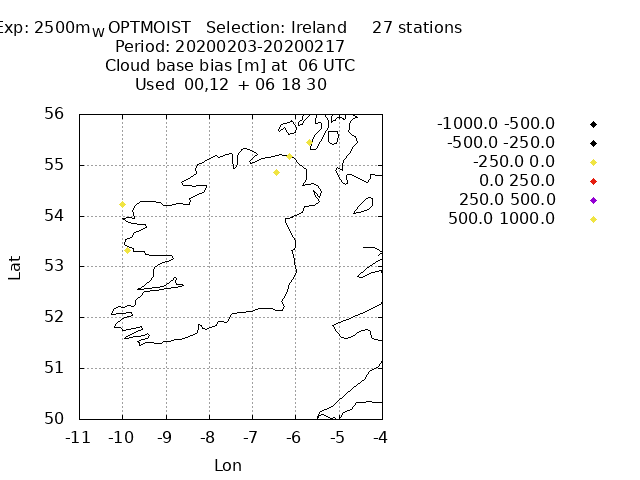 Exp: 2500m_W OPTMOIST   Selection: Ireland     27 stations
Period: 20200203-20200217
Cloud base bias [m] at  06 UTC
Used  00,12  + 06 18 30
-1000.0 -500.0
-500.0 -250.0
-250.0 0.0
0.0 250.0
250.0 500.0
500.0 1000.0
56
55
54
53
52
51
50
-11 -10 -9 -8 -7 -6 -5 -4
Lat
Lon